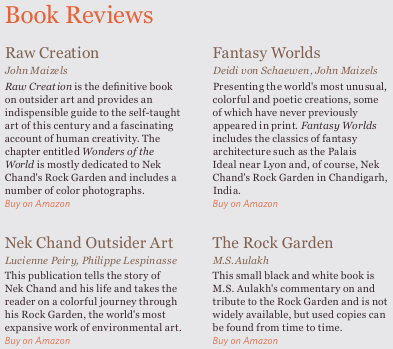 Book Reviews
Raw Creation
John Maizels
Raw Creation is the definitive book
on outsider art and provides an
indispensible guide to the self-taught
art of this century and a fascinating
account of human creativity. The
chapter entitled Wonders of the
World is mostly dedicated to Nek
Chand's Rock Garden and includes a
number of color photographs.
Buy on Amazon
Fantasy Worlds
Deidi von Schaewen, John Maizels
Presenting the world's most unusual,
colorful and poetic creations, some
of which have never previously
appeared in print. Fantasy Worlds
includes the classics of fantasy
architecture such as the Palais
Ideal near Lyon and, of course, Nek
Chand's Rock Garden in Chandigarh,
India.
Buy on Amazon
Nek Chand Outsider Art
Lucienne Peiry, Philippe Lespinasse
This publication tells the story of
Nek Chand and his life and takes the
reader on a colorful journey through
his Rock Garden, the world's most
expansive work of environmental art.
Buy on Amazon
The Rock Garden
M.S. Aulakh
This small black and white book is
M.S. Aulakh's commentary on and
tribute to the Rock Garden and is not
widely available, but used copies can
be found from time to time.
Buy on Amazon